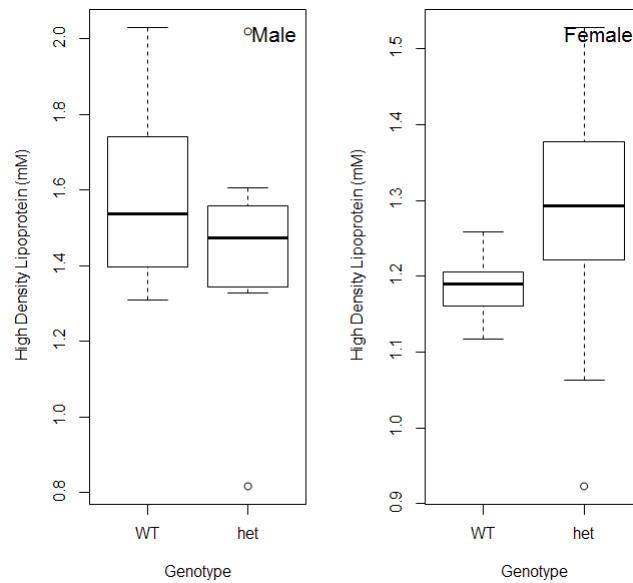 Male
High Density Lipoprotein (mM)
2.0
1.8
1.6
1.4
1.2
1.0
0.8
WT het
Genotype
Female
High Density Lipoprotein (mM)
1.5
1.4
1.3
1.2
1.1
1.0
0.9
WT het
Genotype